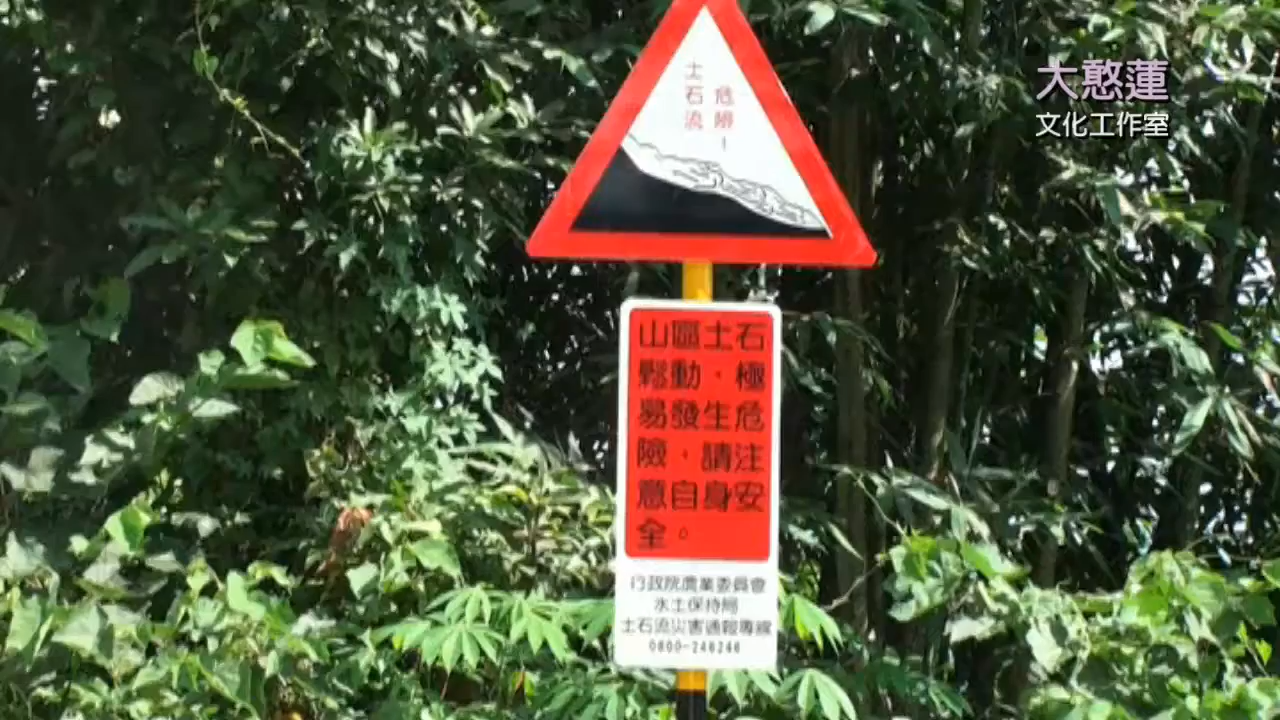 大憨蓮
文化工作室
土石流
危險！
山區土石
鬆動，極
易發生危
險，請注
意自身安
全。
行政院農業委員會
水土保持局
土石流災害通報專線
0800-246246